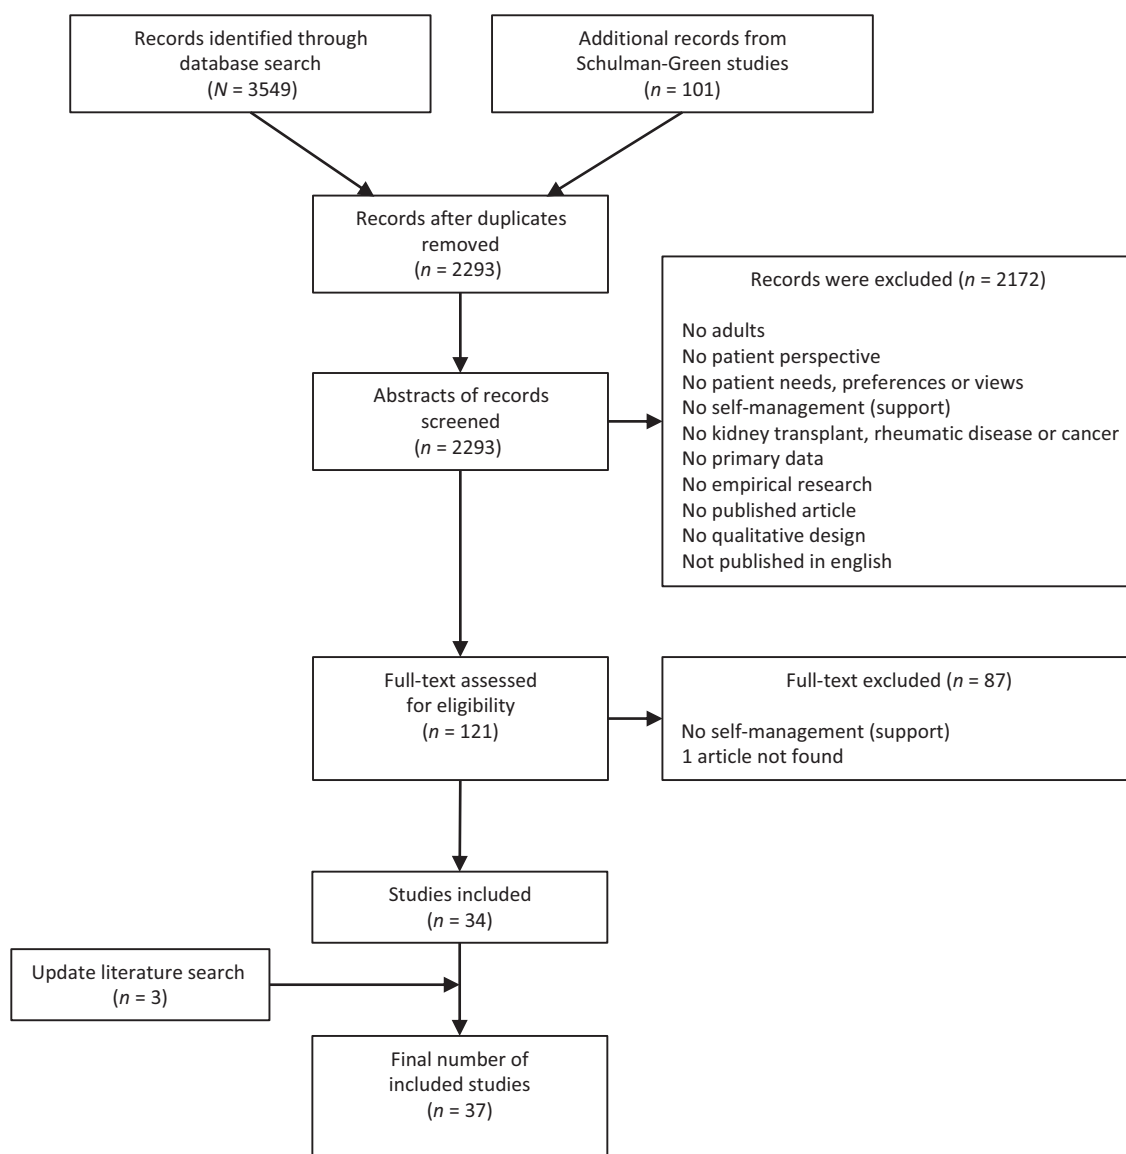 Records identified through
database search
(N = 3549)
Additional records from
Schulman-Green studies
(n = 101)
Records after duplicates
removed
(n = 2293)
Records were excluded (n = 2172)
No adults
No patient perspective
No patient needs, preferences or views
No self-management (support)
No kidney transplant, rheumatic disease or cancer
No primary data
No empirical research
No published article
No qualitative design
Not published in english
Abstracts of records
screened
(n = 2293)
Full-text assessed
for eligibility
(n = 121)
Full-text excluded (n = 87)
No self-management (support)
1 article not found
Studies included
(n = 34)
Update literature search
(n = 3)
Final number of
included studies
(n = 37)